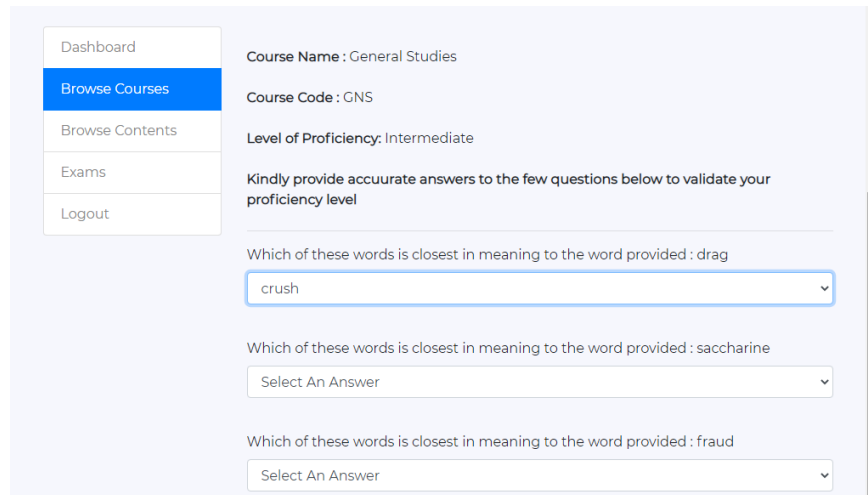 Dashboard
Browse Courses
Browse Contents
Exams
Logout
Course Name : General Studies
Course Code : GNS
Level of Proficiency: Intermediate
Kindly provide accuurate answers to the few questions below to validate your
proficiency level
Which of these words is closest in meaning to the word provided : drag
crush
Which of these words is closest in meaning to the word provided : saccharine
Select An Answer
Which of these words is closest in meaning to the word provided : fraud
Select An Answer